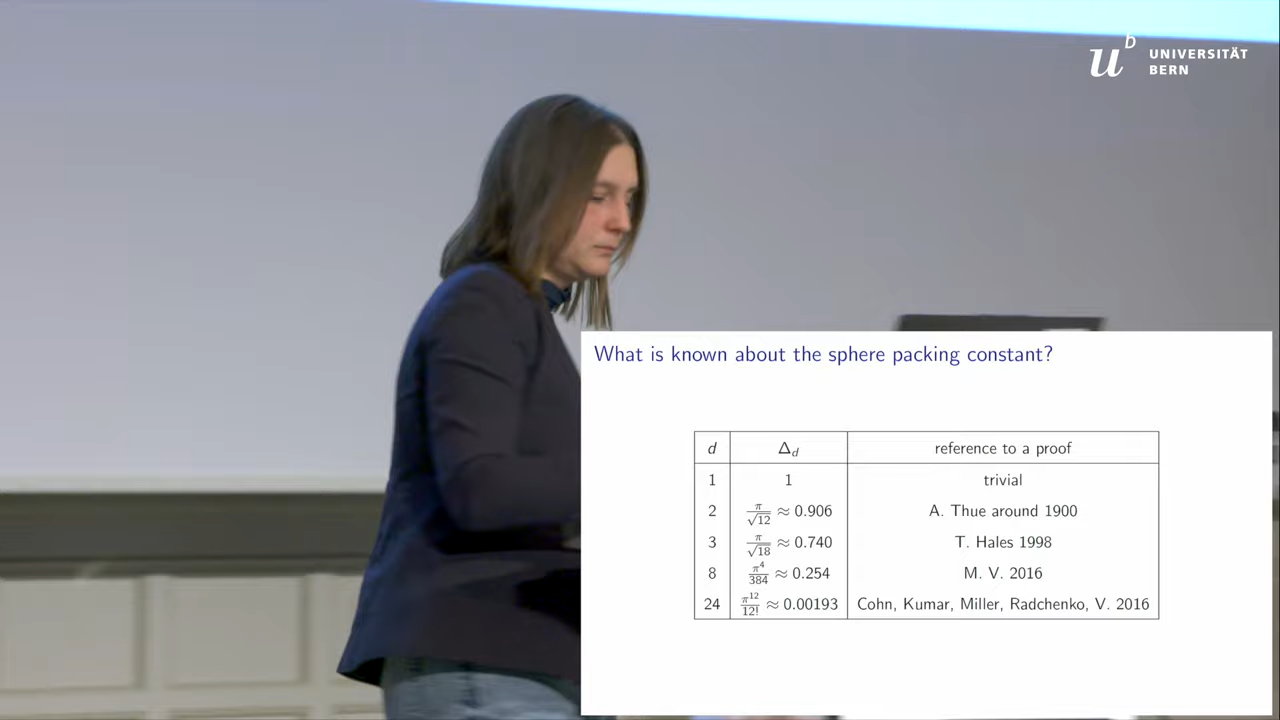 u^b UNIVERSITÄT
BERN
What is known about the sphere packing constant?
d Δ_d reference to a proof
1 1 trivial
2 π/√12 ≈ 0.906 A. Thue around 1900
3 π/√18 ≈ 0.740 T. Hales 1998
8 π^4/384 ≈ 0.254 M. V. 2016
24 π^12/12! ≈ 0.00193 Cohn, Kumar, Miller, Radchenko, V. 2016